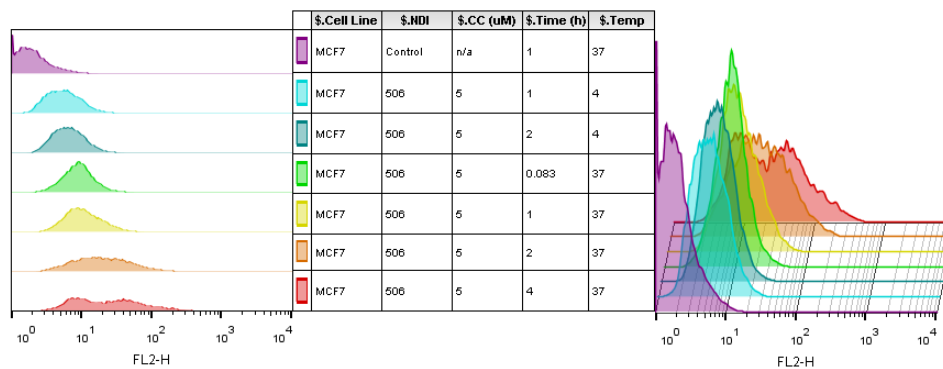 $.Cell Line $.NDI $.CC (uM) $.Time (h) $.Temp
MCF7 Control n/a 1 37
MCF7 506 5 1 4
MCF7 506 5 2 4
MCF7 506 5 0.083 37
MCF7 506 5 1 37
MCF7 506 5 2 37
MCF7 506 5 4 37
10^0 10^1 10^2 10^3 10^4
FL2-H
10^0 10^1 10^2 10^3 10^4
FL2-H